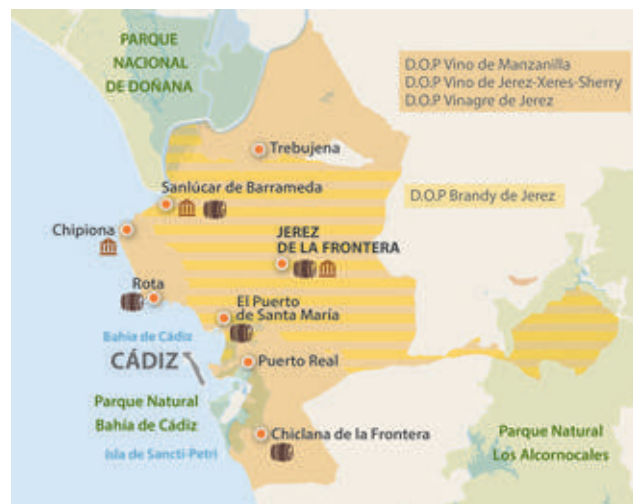 PARQUE
NACIONAL
DE DOÑANA
D.O.P Vino de Manzanilla
D.O.P Vino de Jerez-Xeres-Sherry
D.O.P Vinagre de Jerez
Trebujena
Sanlúcar de Barrameda
D.O.P Brandy de Jerez
Chipiona
JEREZ
DE LA FRONTERA
Rota
El Puerto
de Santa María
Bahía de Cádiz
CÁDIZ
Puerto Real
Parque Natural
Bahía de Cádiz
Chiclana de la Frontera
Isla de Sancti-Petri
Parque Natural
Los Alcornocales